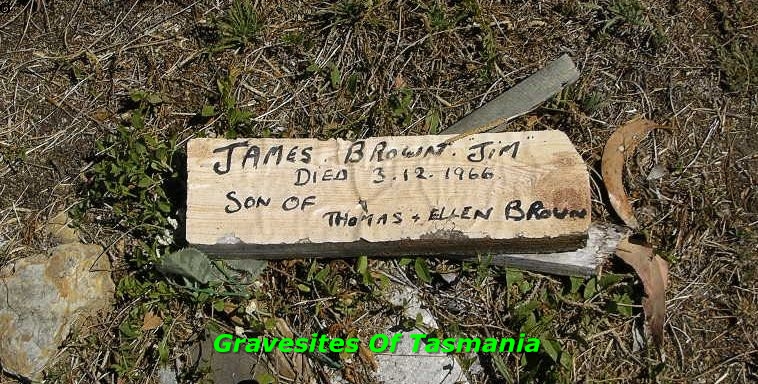 JAMES. BROWN. JIM"
DIED 3.12.1966
SON OF
THOMAS + ELLEN BROWN
Gravesites Of Tasmania